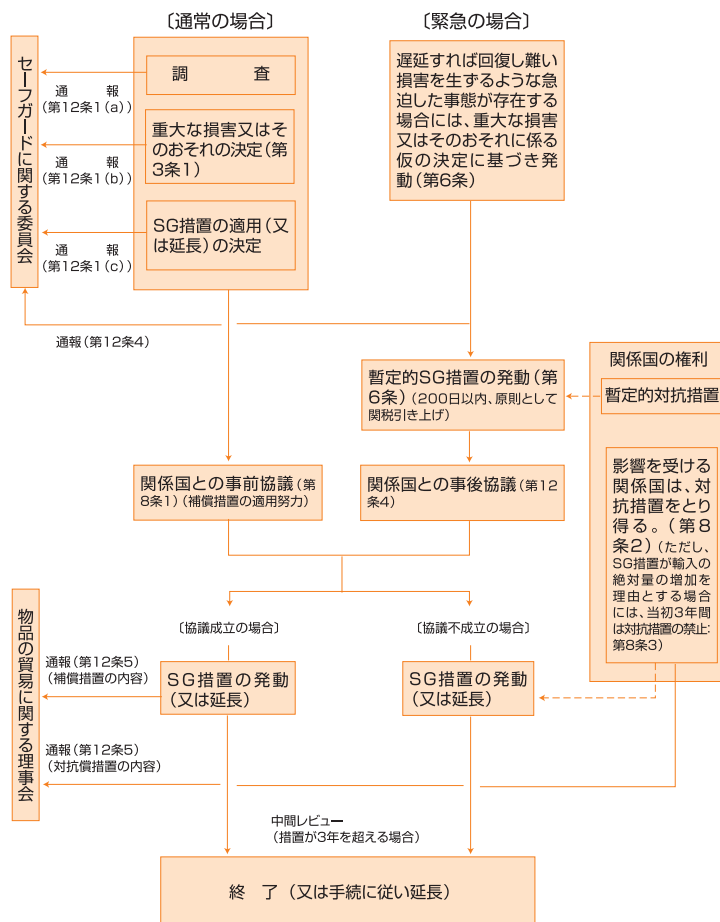 〔通常の場合〕
〔緊急の場合〕
セーフガードに関する委員会
調　　　査
通　　報
(第12条1(a))
重大な損害又はそ
のおそれの決定(第
3条1)
通　　報
(第12条1(b))
SG措置の適用(又
は延長)の決定
通　　報
(第12条1(c))
遅延すれば回復し難い
損害を生ずるような急
迫した事態が存在する
場合には、重大な損害
又はそのおそれに係る
仮の決定に基づき発
動(第6条)
通報(第12条4)
暫定的SG措置の発動(第
6条)(200日以内、原則として
関税引き上げ)
関係国の権利
暫定的対抗措置
影響を受ける
関係国は、対
抗措置をとり
得る。(第8
条2)(ただし、
SG措置が輸入の
絶対量の増加を
理由とする場合
には、当初3年間
は対抗措置の禁止:
第8条3)
関係国との事前協議(第
8条1)(補償措置の適用努力)
関係国との事後協議(第12
条4)
〔協議成立の場合〕
〔協議不成立の場合〕
物品の貿易に関する理事会
通報(第12条5)
(補償措置の内容)
SG措置の発動
(又は延長)
SG措置の発動
(又は延長)
通報(第12条5)
(対抗償措置の内容)
中間レビュー
(措置が3年を超える場合)
終　了(又は手続に従い延長)